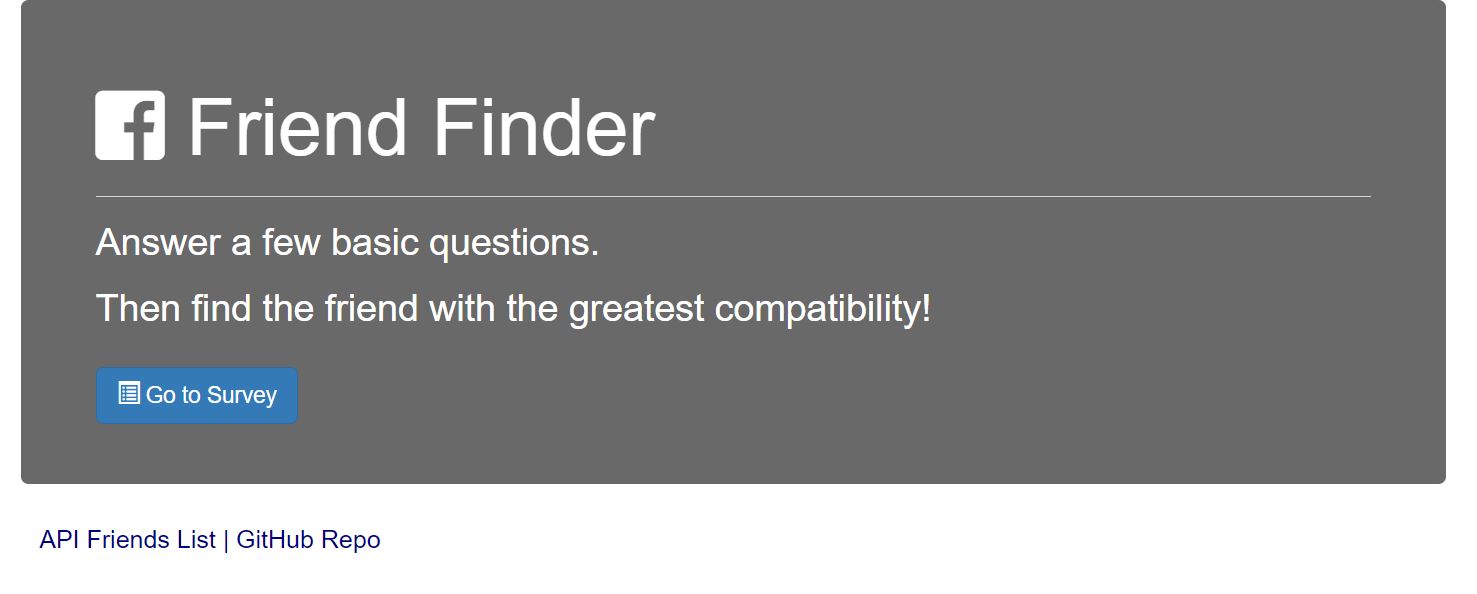 Friend Finder
Answer a few basic questions.
Then find the friend with the greatest compatibility!
Go to Survey
API Friends List | GitHub Repo